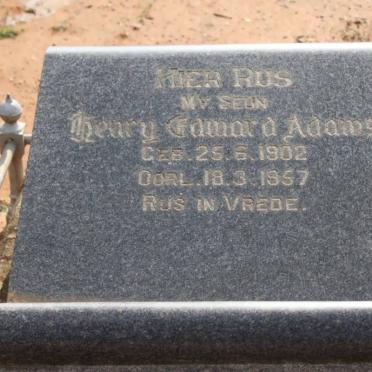 HIER RUS
MY SEUN
Henry Edward Adams
GEB. 25.6.1902
OORL. 18.3.1957
RUS IN VREDE.